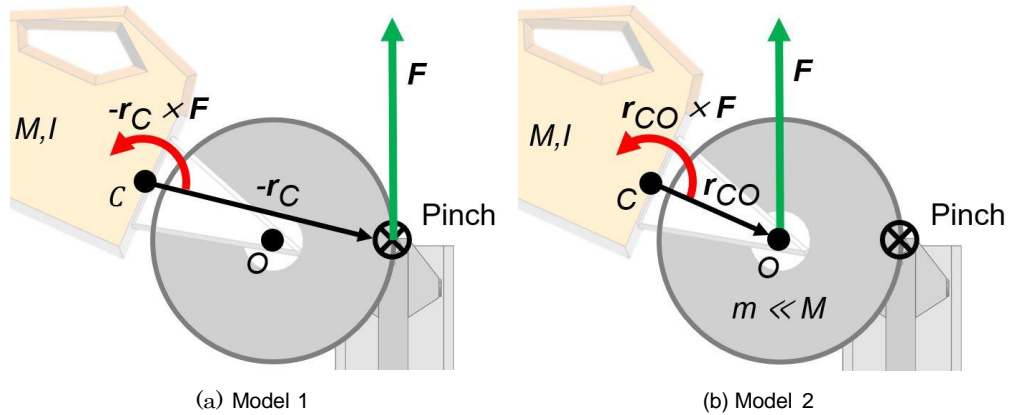 F
-r_C × F
M,I
C
-r_C
Pinch
O
(a) Model 1
F
r_CO × F
M,I
C
r_CO
Pinch
O
m ≪ M
(b) Model 2